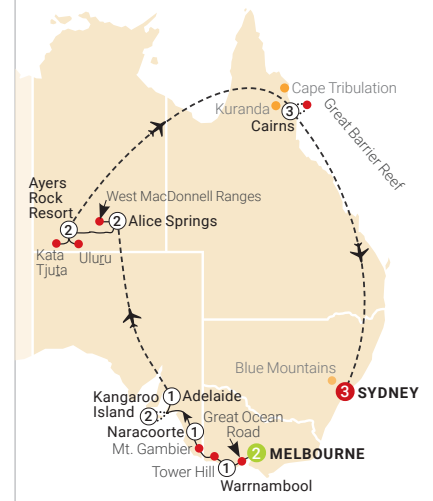 Cape Tribulation
Kuranda
3
Cairns
Great Barrier Reef
Ayers
Rock
Resort
2
West MacDonnell Ranges
2
Alice Springs
Kata
Tjuṯa
Uluṟu
Blue Mountains
3 SYDNEY
Kangaroo
Island
2
1 Adelaide
Naracoorte 1
Great Ocean
Road
Mt. Gambier
2 MELBOURNE
Tower Hill
1
Warrnambool